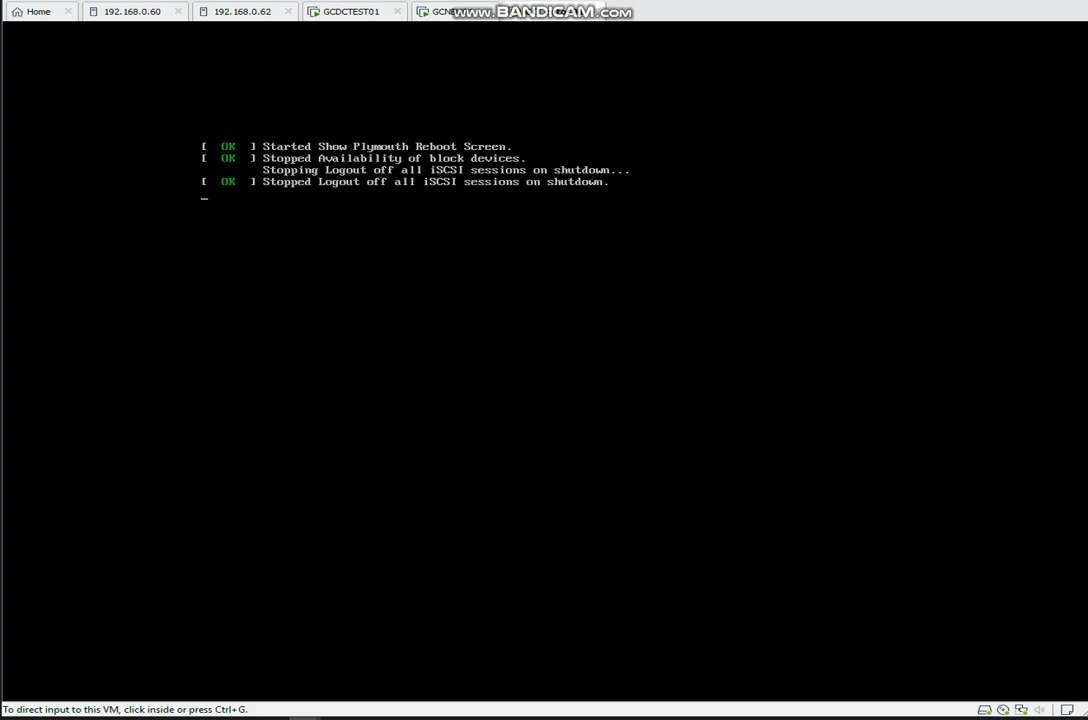 Home
192.168.0.60
192.168.0.62
GCDCTEST01
www.BANDICAM.com
[  OK  ] Started Show Plymouth Reboot Screen.
[  OK  ] Stopped Availability of block devices.
Stopping Logout off all iSCSI sessions on shutdown...
[  OK  ] Stopped Logout off all iSCSI sessions on shutdown.
To direct input to this VM, click inside or press Ctrl+G.